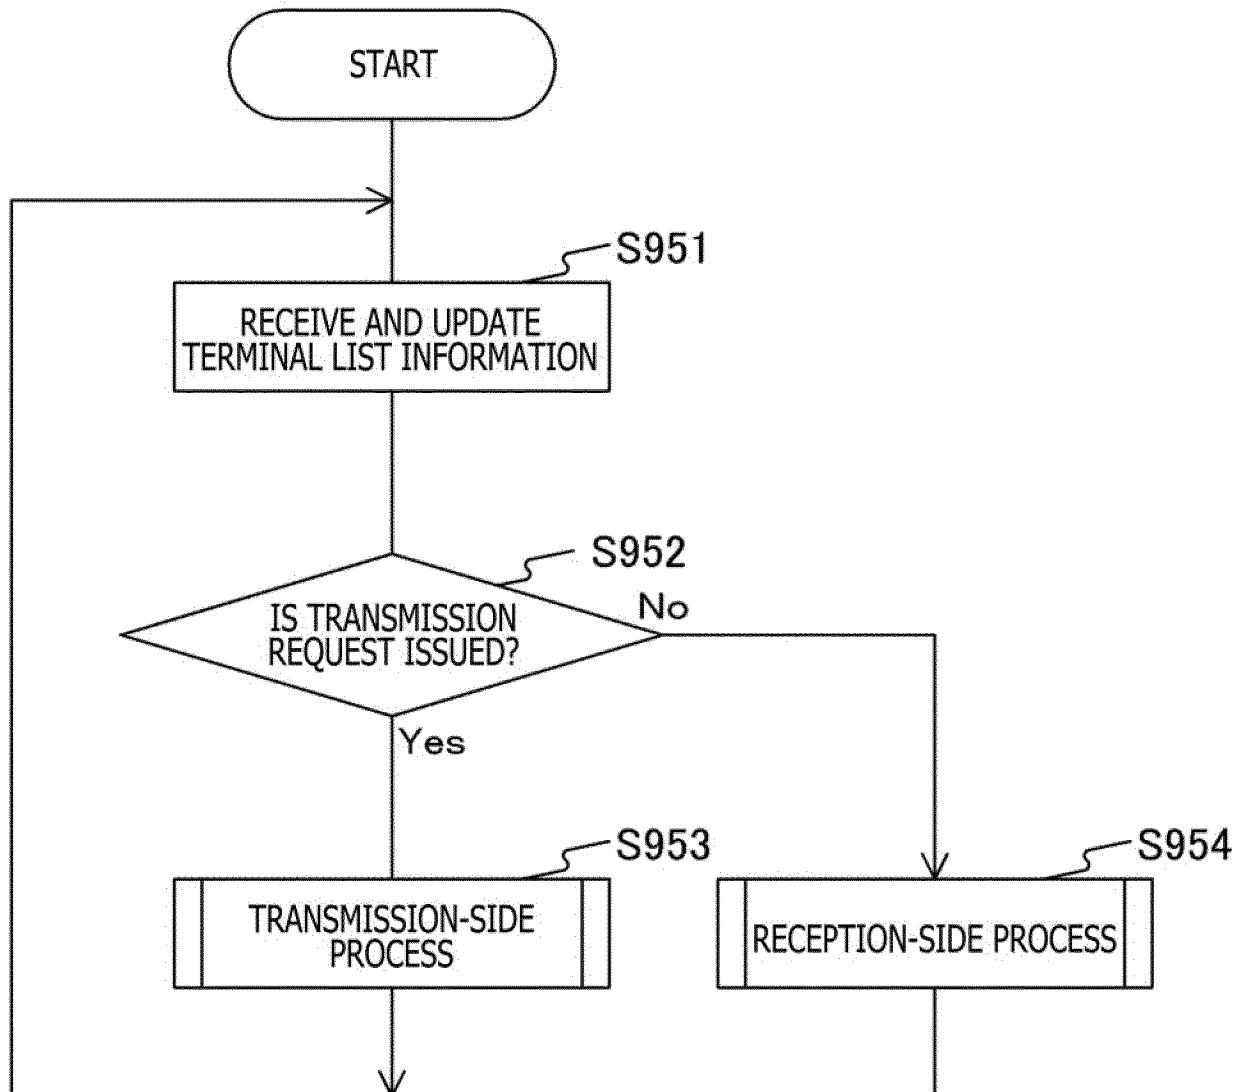 START
S951
RECEIVE AND UPDATE
TERMINAL LIST INFORMATION
S952
IS TRANSMISSION
REQUEST ISSUED?
No
Yes
S953
TRANSMISSION-SIDE
PROCESS
S954
RECEPTION-SIDE PROCESS